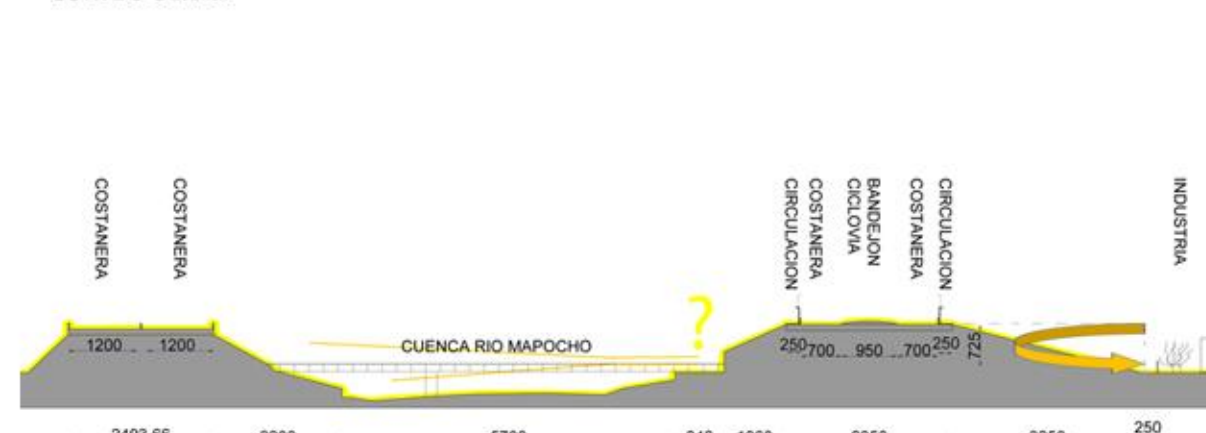 COSTANERA
COSTANERA
CIRCULACION
COSTANERA
CICLOVIA
BANDEJON
COSTANERA
CIRCULACION
INDUSTRIA
?
1200 1200
CUENCA RIO MAPOCHO
250 700 950 700 250 725
250